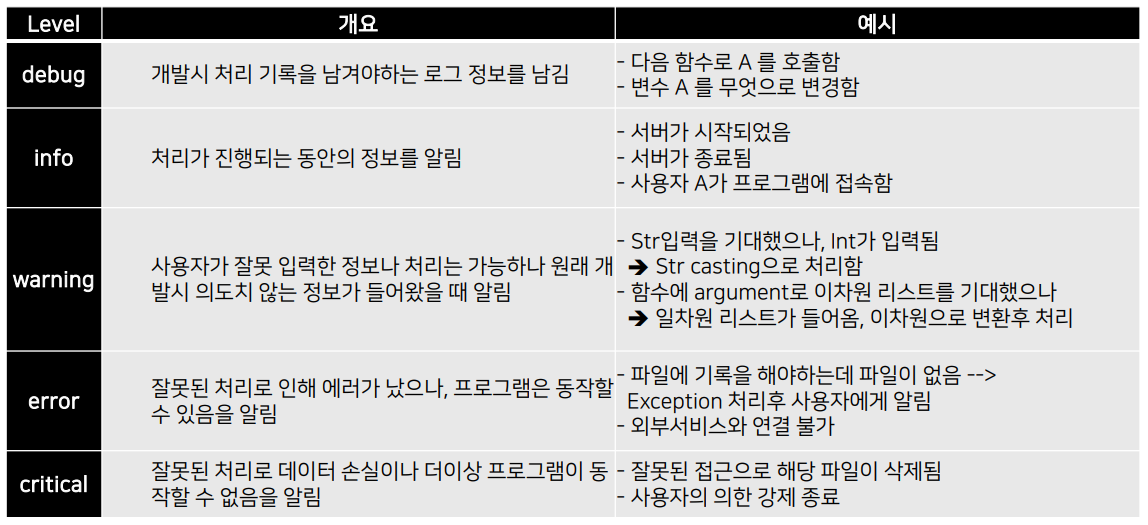 Level 개요 예시
debug 개발시 처리 기록을 남겨야하는 로그 정보를 남김
- 다음 함수로 A 를 호출함
- 변수 A 를 무엇으로 변경함
info 처리가 진행되는 동안의 정보를 알림
- 서버가 시작되었음
- 서버가 종료됨
- 사용자 A가 프로그램에 접속함
warning
사용자가 잘못 입력한 정보나 처리는 가능하나 원래 개
발시 의도치 않는 정보가 들어왔을 때 알림
- Str입력을 기대했으나, Int가 입력됨
➔ Str casting으로 처리함
- 함수에 argument로 이차원 리스트를 기대했으나
➔ 일차원 리스트가 들어옴, 이차원으로 변환후 처리
error
잘못된 처리로 인해 에러가 났으나, 프로그램은 동작할
수 있음을 알림
- 파일에 기록을 해야하는데 파일이 없음 -->
Exception 처리후 사용자에게 알림
- 외부서비스와 연결 불가
critical
잘못된 처리로 데이터 손실이나 더이상 프로그램이 동
작할 수 없음을 알림
- 잘못된 접근으로 해당 파일이 삭제됨
- 사용자의 의한 강제 종료